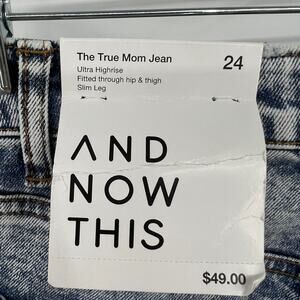 The True Mom Jean
24
Ultra Highrise
Fitted through hip & thigh
Slim Leg
AND
NOW
THIS
$49.00